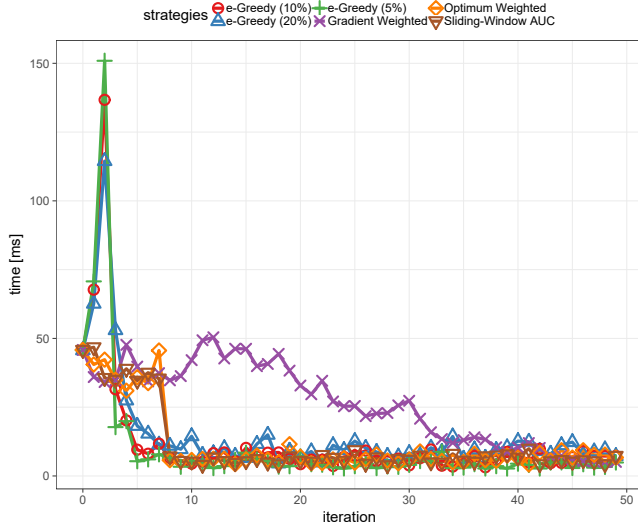 strategies
e-Greedy (10%) e-Greedy (5%) Optimum Weighted
e-Greedy (20%) Gradient Weighted Sliding-Window AUC
150
100
50
0
time [ms]
0 10 20 30 40 50
iteration